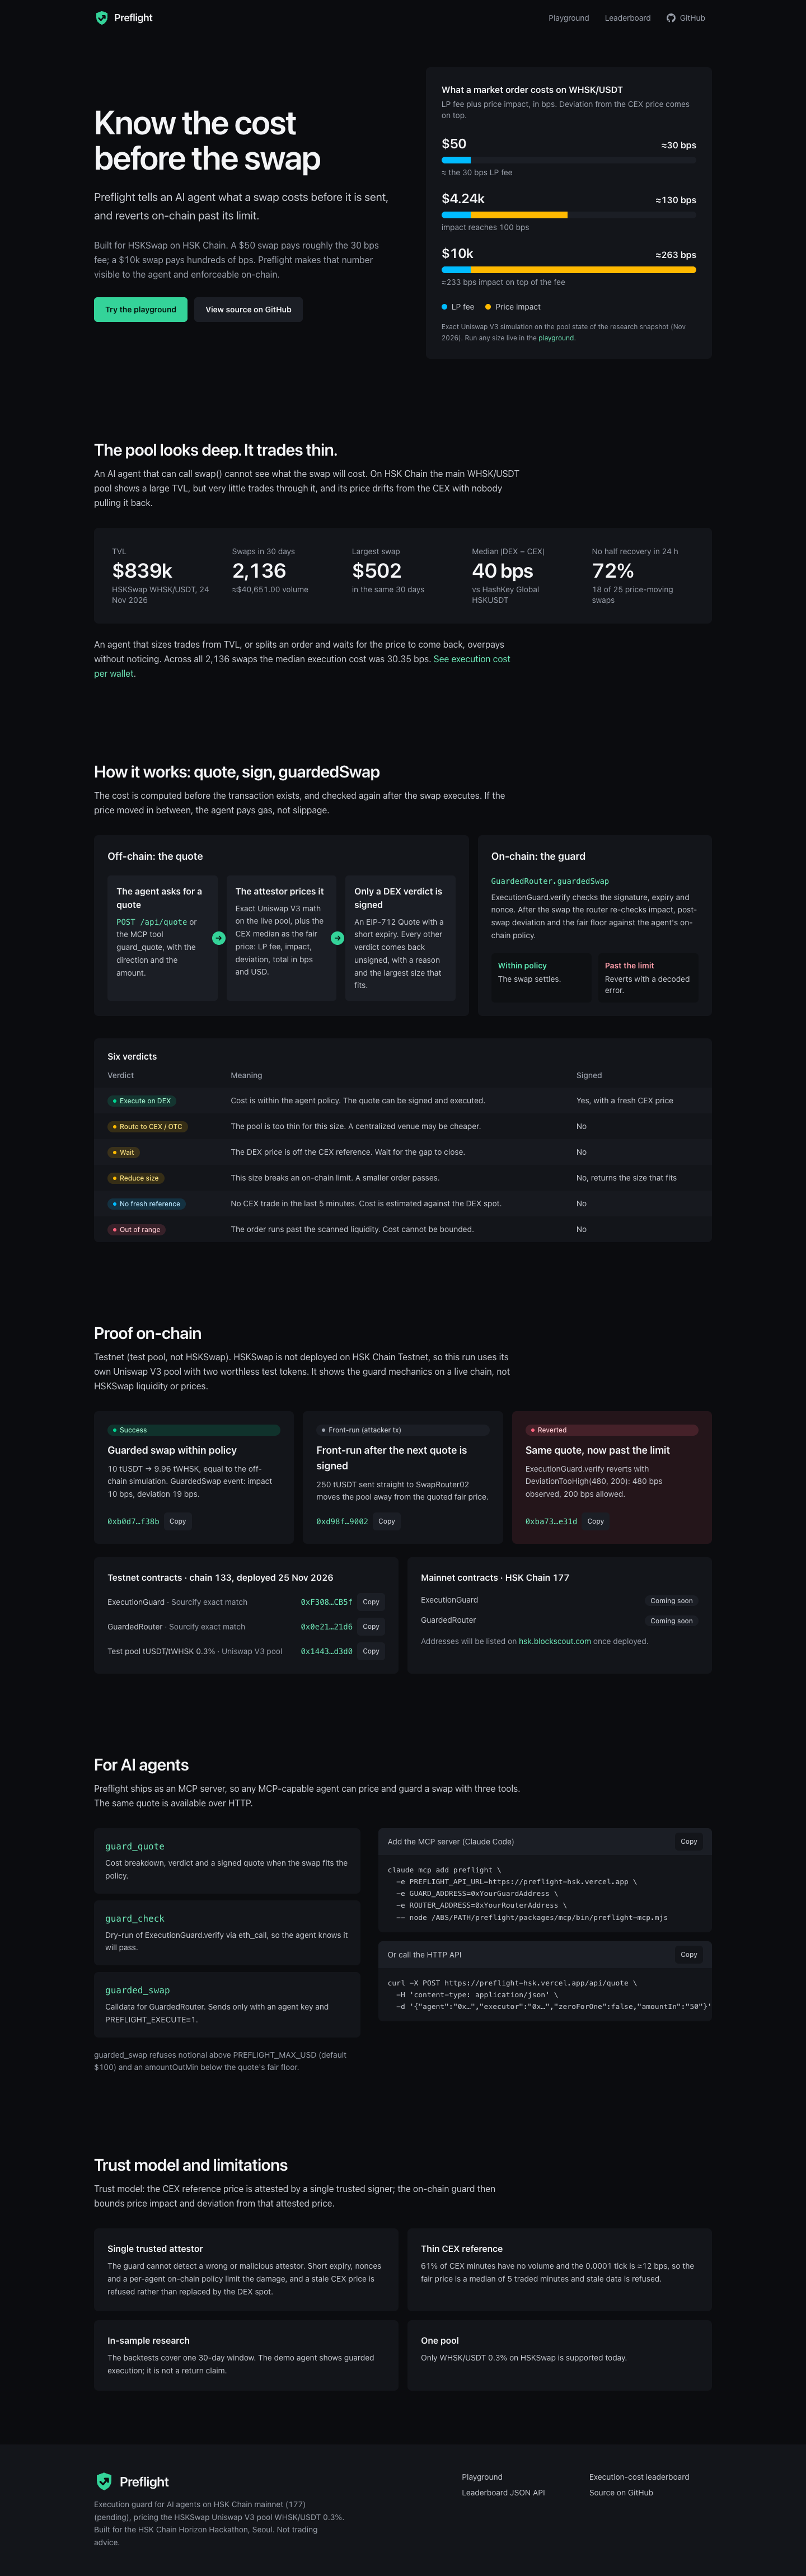 Preflight
Playground
Leaderboard
GitHub
Know the cost
before the swap
Preflight tells an AI agent what a swap costs before it is sent,
and reverts on-chain past its limit.
Built for HSKSwap on HSK Chain. A $50 swap pays roughly the 30 bps
fee; a $10k swap pays hundreds of bps. Preflight makes that number
visible to the agent and enforceable on-chain.
Try the playground
View source on GitHub
What a market order costs on WHSK/USDT
LP fee plus price impact, in bps. Deviation from the CEX price comes
on top.
$50
≈30 bps
≈ the 30 bps LP fee
$4.24k
≈130 bps
impact reaches 100 bps
$10k
≈263 bps
≈233 bps impact on top of the fee
LP fee
Price impact
Exact Uniswap V3 simulation on the pool state of the research snapshot (Nov
2026). Run any size live in the playground.
The pool looks deep. It trades thin.
An AI agent that can call swap() cannot see what the swap will cost. On HSK Chain the main WHSK/USDT
pool shows a large TVL, but very little trades through it, and its price drifts from the CEX with nobody
pulling it back.
TVL
$839k
HSKSwap WHSK/USDT, 24
Nov 2026
Swaps in 30 days
2,136
≈$40,651.00 volume
Largest swap
$502
in the same 30 days
Median |DEX − CEX|
40 bps
vs HashKey Global
HSKUSDT
No half recovery in 24 h
72%
18 of 25 price-moving
swaps
An agent that sizes trades from TVL, or splits an order and waits for the price to come back, overpays
without noticing. Across all 2,136 swaps the median execution cost was 30.35 bps. See execution cost
per wallet.
How it works: quote, sign, guardedSwap
The cost is computed before the transaction exists, and checked again after the swap executes. If the
price moved in between, the agent pays gas, not slippage.
Off-chain: the quote
The agent asks for a
quote
POST /api/quote or
the MCP tool
guard_quote, with the
direction and the
amount.
The attestor prices it
Exact Uniswap V3 math
on the live pool, plus the
CEX median as the fair
price: LP fee, impact,
deviation, total in bps
and USD.
Only a DEX verdict is
signed
An EIP-712 Quote with a
short expiry. Every other
verdict comes back
unsigned, with a reason
and the largest size that
fits.
On-chain: the guard
GuardedRouter.guardedSwap
ExecutionGuard.verify checks the signature, expiry and
nonce. After the swap the router re-checks impact, post-
swap deviation and the fair floor against the agent's on-
chain policy.
Within policy
The swap settles.
Past the limit
Reverts with a decoded
error.
Six verdicts
Verdict
Meaning
Signed
Execute on DEX
Cost is within the agent policy. The quote can be signed and executed.
Yes, with a fresh CEX price
Route to CEX / OTC
The pool is too thin for this size. A centralized venue may be cheaper.
No
Wait
The DEX price is off the CEX reference. Wait for the gap to close.
No
Reduce size
This size breaks an on-chain limit. A smaller order passes.
No, returns the size that fits
No fresh reference
No CEX trade in the last 5 minutes. Cost is estimated against the DEX spot.
No
Out of range
The order runs past the scanned liquidity. Cost cannot be bounded.
No
Proof on-chain
Testnet (test pool, not HSKSwap). HSKSwap is not deployed on HSK Chain Testnet, so this run uses its
own Uniswap V3 pool with two worthless test tokens. It shows the guard mechanics on a live chain, not
HSKSwap liquidity or prices.
Success
Guarded swap within policy
10 tUSDT → 9.96 tWHSK, equal to the off-
chain simulation. GuardedSwap event: impact
10 bps, deviation 19 bps.
0xb0d7…f38b
Copy
Front-run (attacker tx)
Front-run after the next quote is
signed
250 tUSDT sent straight to SwapRouter02
moves the pool away from the quoted fair price.
0xd98f…9002
Copy
Reverted
Same quote, now past the limit
ExecutionGuard.verify reverts with
DeviationTooHigh(480, 200): 480 bps
observed, 200 bps allowed.
0xba73…e31d
Copy
Testnet contracts · chain 133, deployed 25 Nov 2026
ExecutionGuard · Sourcify exact match
0xF308…CB5f
Copy
GuardedRouter · Sourcify exact match
0x0e21…21d6
Copy
Test pool tUSDT/tWHSK 0.3% · Uniswap V3 pool
0x1443…d3d0
Copy
Mainnet contracts · HSK Chain 177
ExecutionGuard
Coming soon
GuardedRouter
Coming soon
Addresses will be listed on hsk.blockscout.com once deployed.
For AI agents
Preflight ships as an MCP server, so any MCP-capable agent can price and guard a swap with three tools.
The same quote is available over HTTP.
guard_quote
Cost breakdown, verdict and a signed quote when the swap fits the
policy.
guard_check
Dry-run of ExecutionGuard.verify via eth_call, so the agent knows it
will pass.
guarded_swap
Calldata for GuardedRouter. Sends only with an agent key and
PREFLIGHT_EXECUTE=1.
guarded_swap refuses notional above PREFLIGHT_MAX_USD (default
$100) and an amountOutMin below the quote's fair floor.
Add the MCP server (Claude Code)
Copy
claude mcp add preflight \
-e PREFLIGHT_API_URL=https://preflight-hsk.vercel.app \
-e GUARD_ADDRESS=0xYourGuardAddress \
-e ROUTER_ADDRESS=0xYourRouterAddress \
-- node /ABS/PATH/preflight/packages/mcp/bin/preflight-mcp.mjs
Or call the HTTP API
Copy
curl -X POST https://preflight-hsk.vercel.app/api/quote \
-H 'content-type: application/json' \
-d '{"agent":"0x…","executor":"0x…","zeroForOne":false,"amountIn":"50"}'
Trust model and limitations
Trust model: the CEX reference price is attested by a single trusted signer; the on-chain guard then
bounds price impact and deviation from that attested price.
Single trusted attestor
The guard cannot detect a wrong or malicious attestor. Short expiry, nonces
and a per-agent on-chain policy limit the damage, and a stale CEX price is
refused rather than replaced by the DEX spot.
Thin CEX reference
61% of CEX minutes have no volume and the 0.0001 tick is ≈12 bps, so the
fair price is a median of 5 traded minutes and stale data is refused.
In-sample research
The backtests cover one 30-day window. The demo agent shows guarded
execution; it is not a return claim.
One pool
Only WHSK/USDT 0.3% on HSKSwap is supported today.
Preflight
Execution guard for AI agents on HSK Chain mainnet (177)
(pending), pricing the HSKSwap Uniswap V3 pool WHSK/USDT 0.3%.
Built for the HSK Chain Horizon Hackathon, Seoul. Not trading
advice.
Playground
Execution-cost leaderboard
Leaderboard JSON API
Source on GitHub